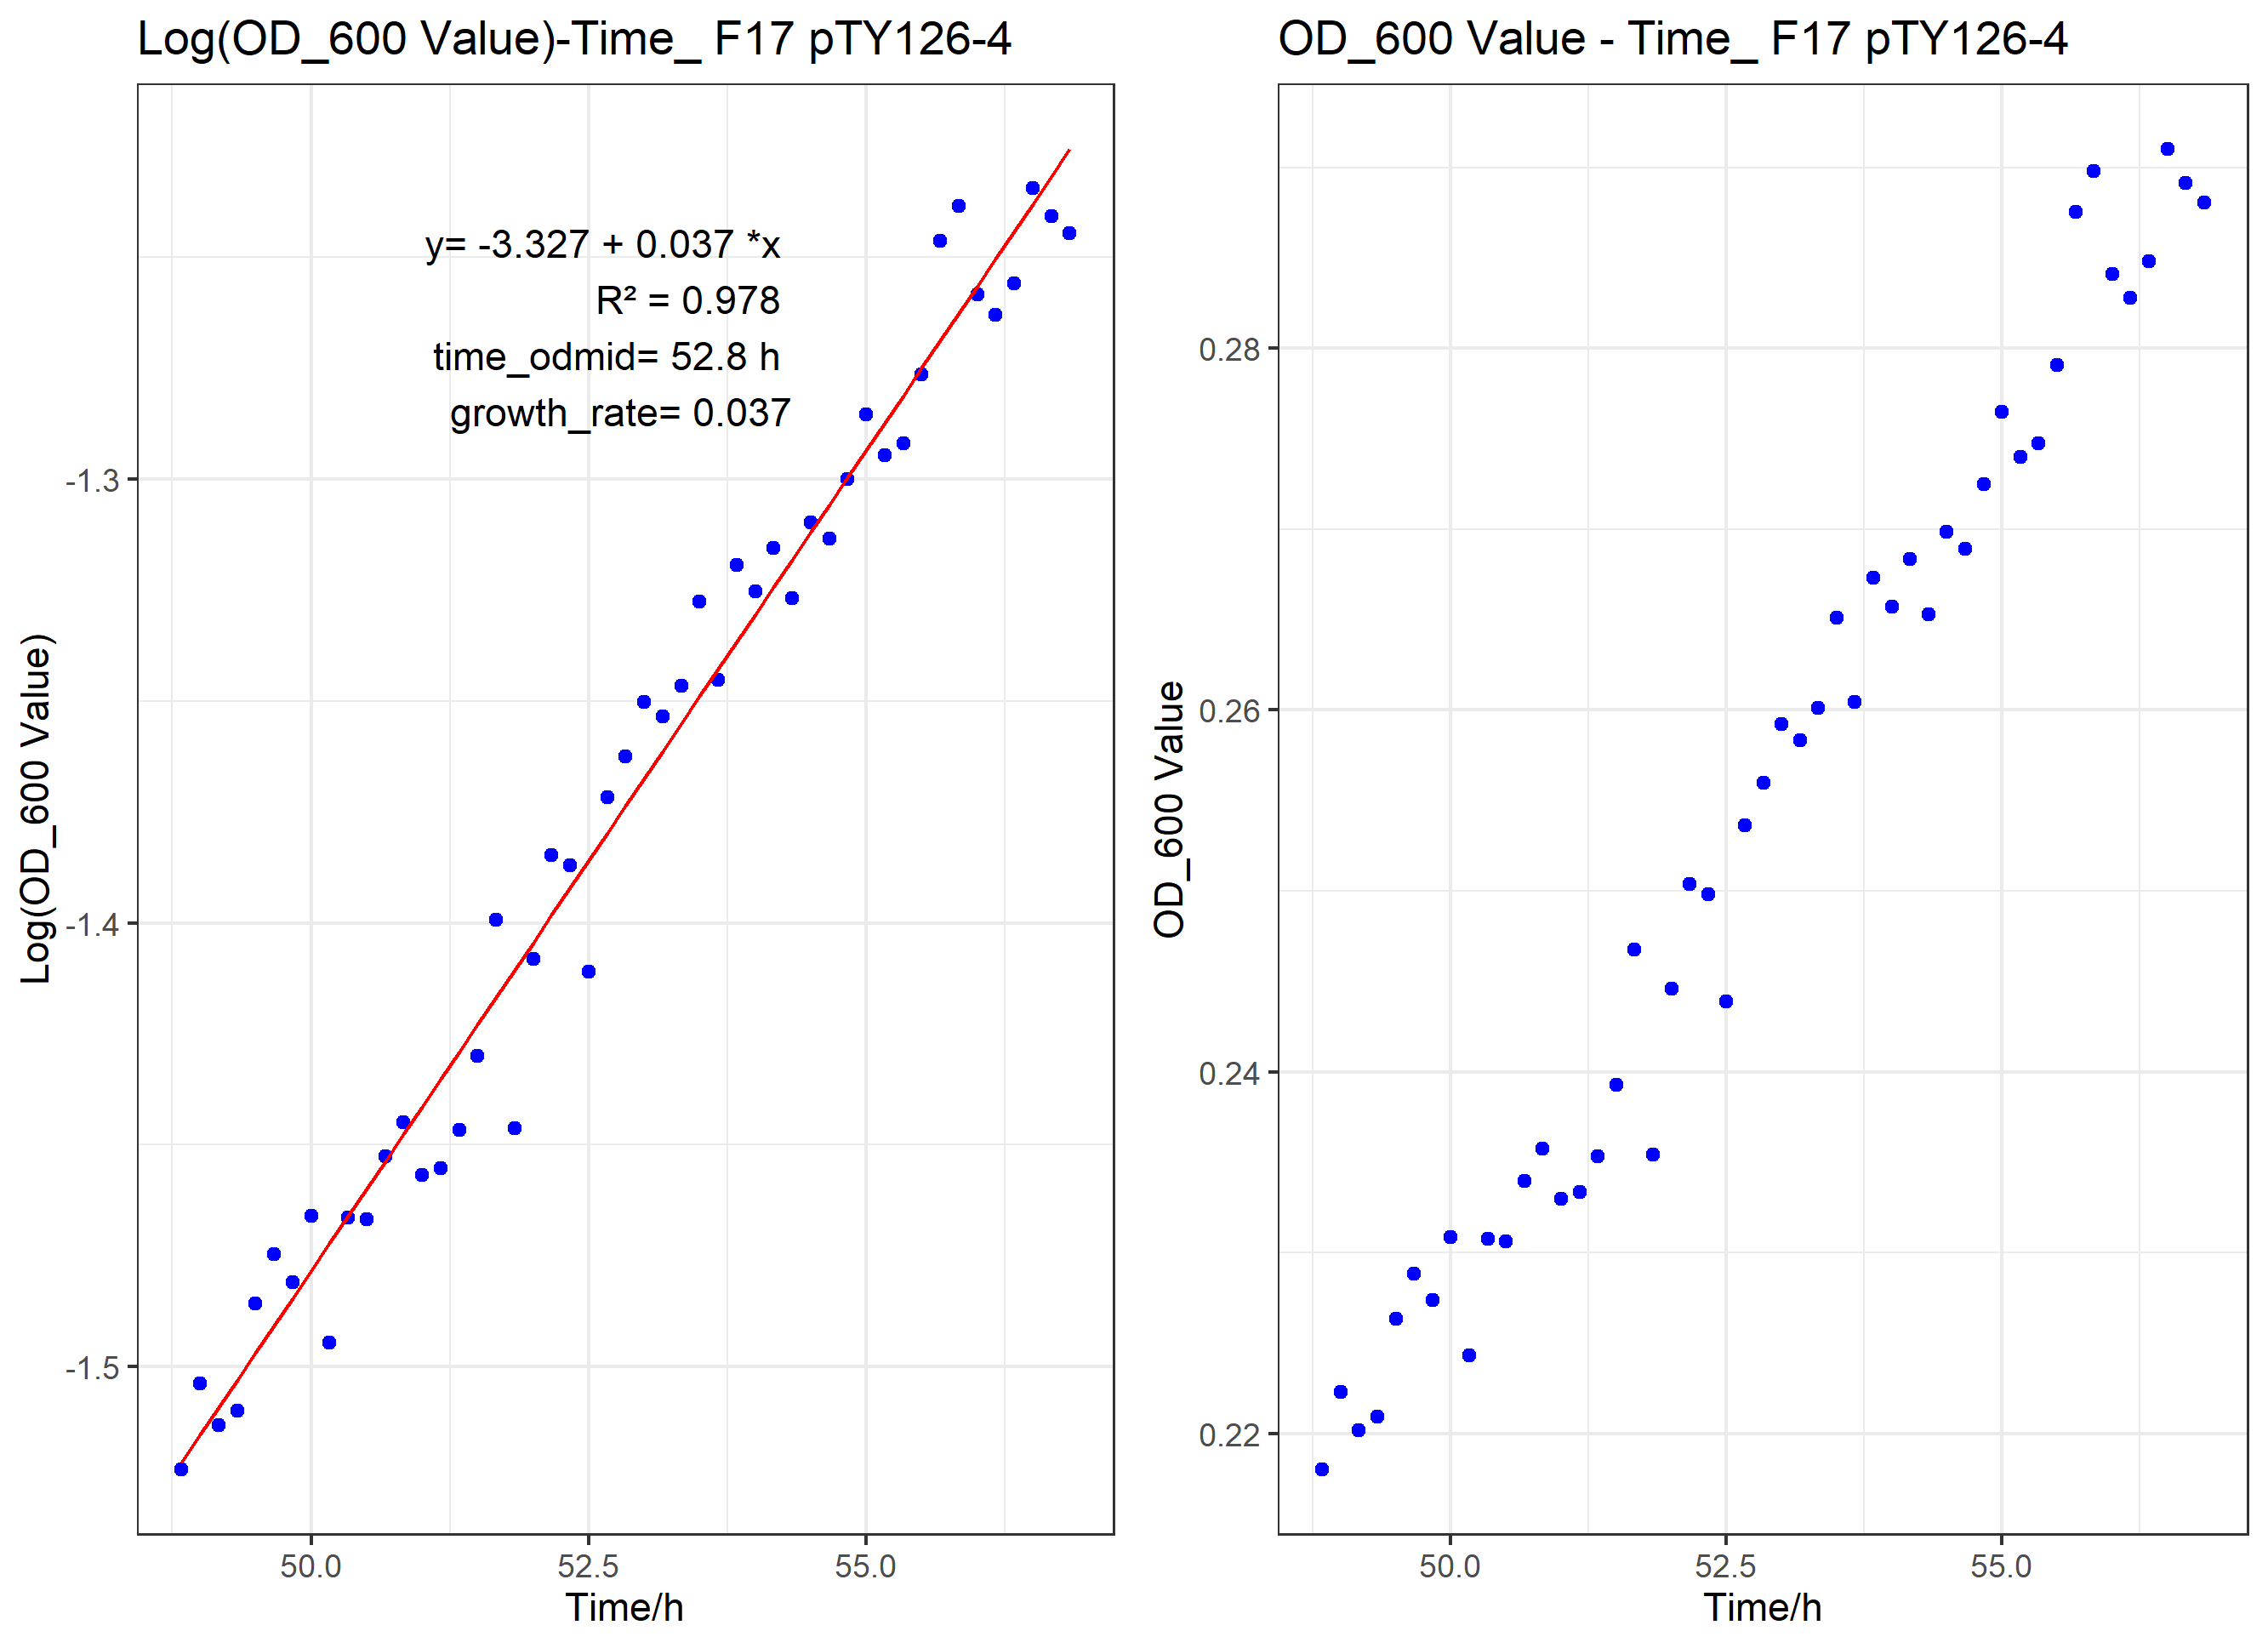 Log(OD_600 Value)-Time_ F17 pTY126-4
y= -3.327 + 0.037 *x
R² = 0.978
time_odmid= 52.8 h
growth_rate= 0.037
-1.3
-1.4
-1.5
Log(OD_600 Value)
50.0 52.5 55.0
Time/h
OD_600 Value - Time_ F17 pTY126-4
0.28
0.26
0.24
0.22
OD_600 Value
50.0 52.5 55.0
Time/h